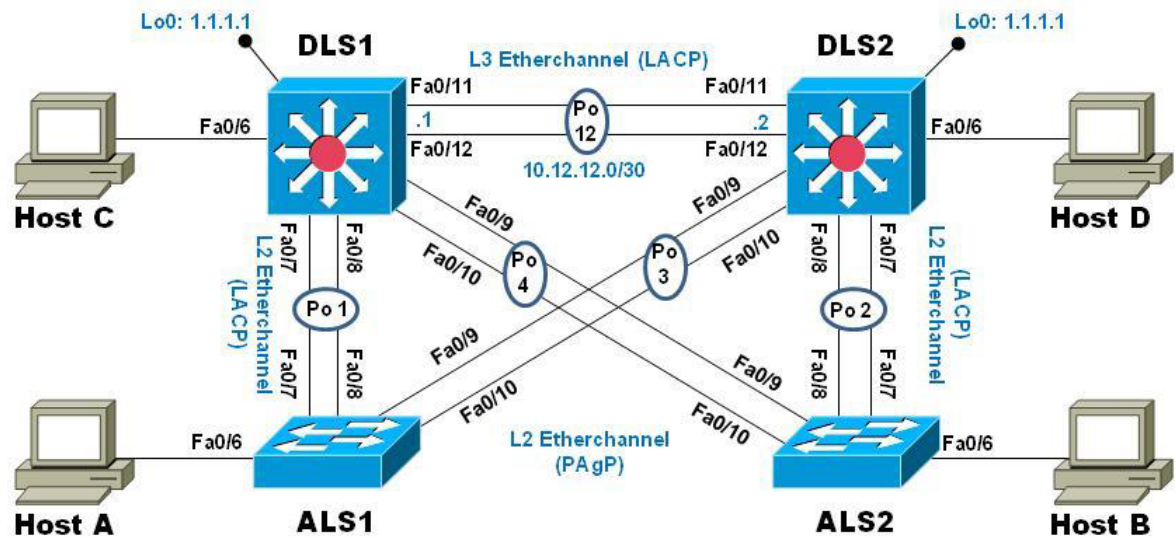 Lo0: 1.1.1.1
Lo0: 1.1.1.1
DLS1
DLS2
L3 Etherchannel (LACP)
Fa0/11
Fa0/11
Po
12
Fa0/6
.1
.2
Fa0/6
Fa0/12
Fa0/12
10.12.12.0/30
Host C
Host D
Fa0/9
Fa0/9
Fa0/10
Fa0/10
Fa0/7
Fa0/8
Fa0/8
Fa0/7
L2 Etherchannel
(LACP)
Po
4
Po
3
L2 Etherchannel
(LACP)
Po 1
Po 2
Fa0/7
Fa0/8
Fa0/9
Fa0/10
Fa0/9
Fa0/10
Fa0/8
Fa0/7
L2 Etherchannel
(PAgP)
Fa0/6
Fa0/6
Host A
ALS1
ALS2
Host B